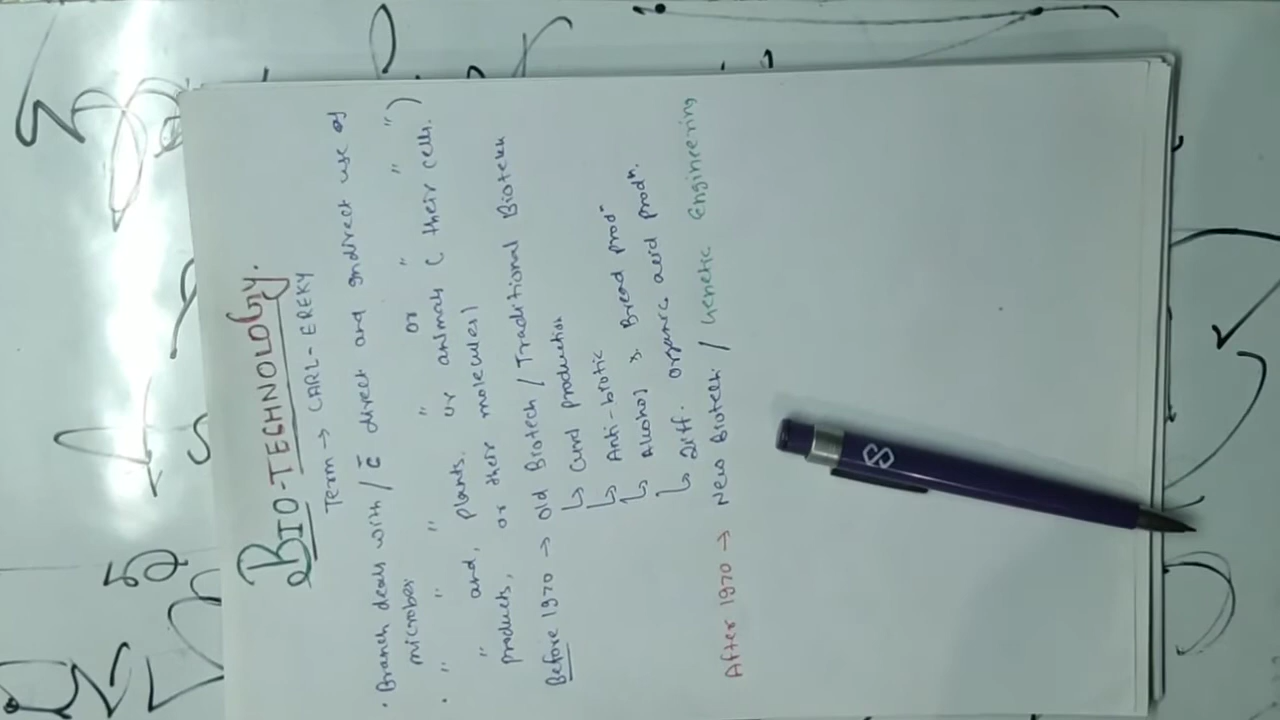 BIO-TECHNOLOGY.
Term → CARL-EREKY
· Branch deals with / c̄ direct and indirect use of
microbes " or " ")
· " " " " or animals ( their cells.
" and, plants.
products, or their molecules)
Before 1970 → Old Biotech / Traditional Biotech
↳ Curd production
↳ Anti-biotic
↳ Alcohol & Bread prodⁿ
↳ Diff. organic acid prodⁿ.
After 1970 → New Biotech / Genetic Engineering